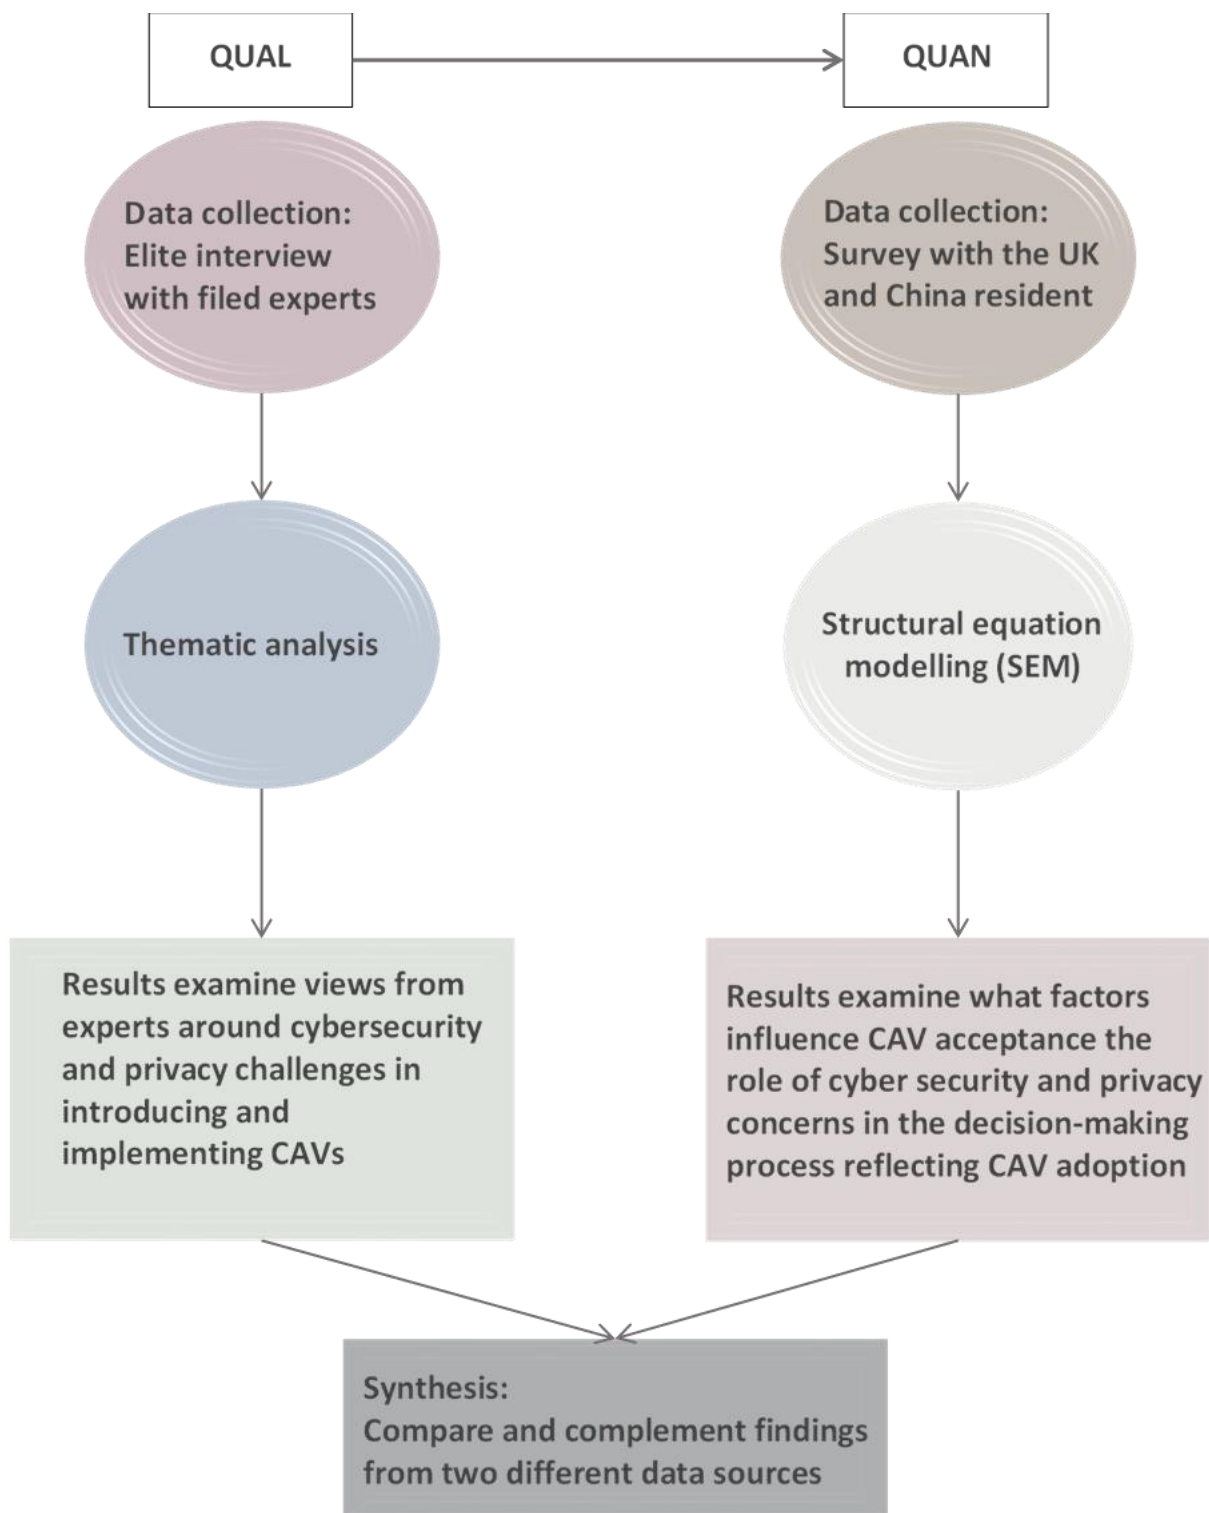 QUAL
QUAN
Data collection:
Elite interview
with filed experts
Data collection:
Survey with the UK
and China resident
Thematic analysis
Structural equation
modelling (SEM)
Results examine views from
experts around cybersecurity
and privacy challenges in
introducing and
implementing CAVs
Results examine what factors
influence CAV acceptance the
role of cyber security and privacy
concerns in the decision-making
process reflecting CAV adoption
Synthesis:
Compare and complement findings
from two different data sources